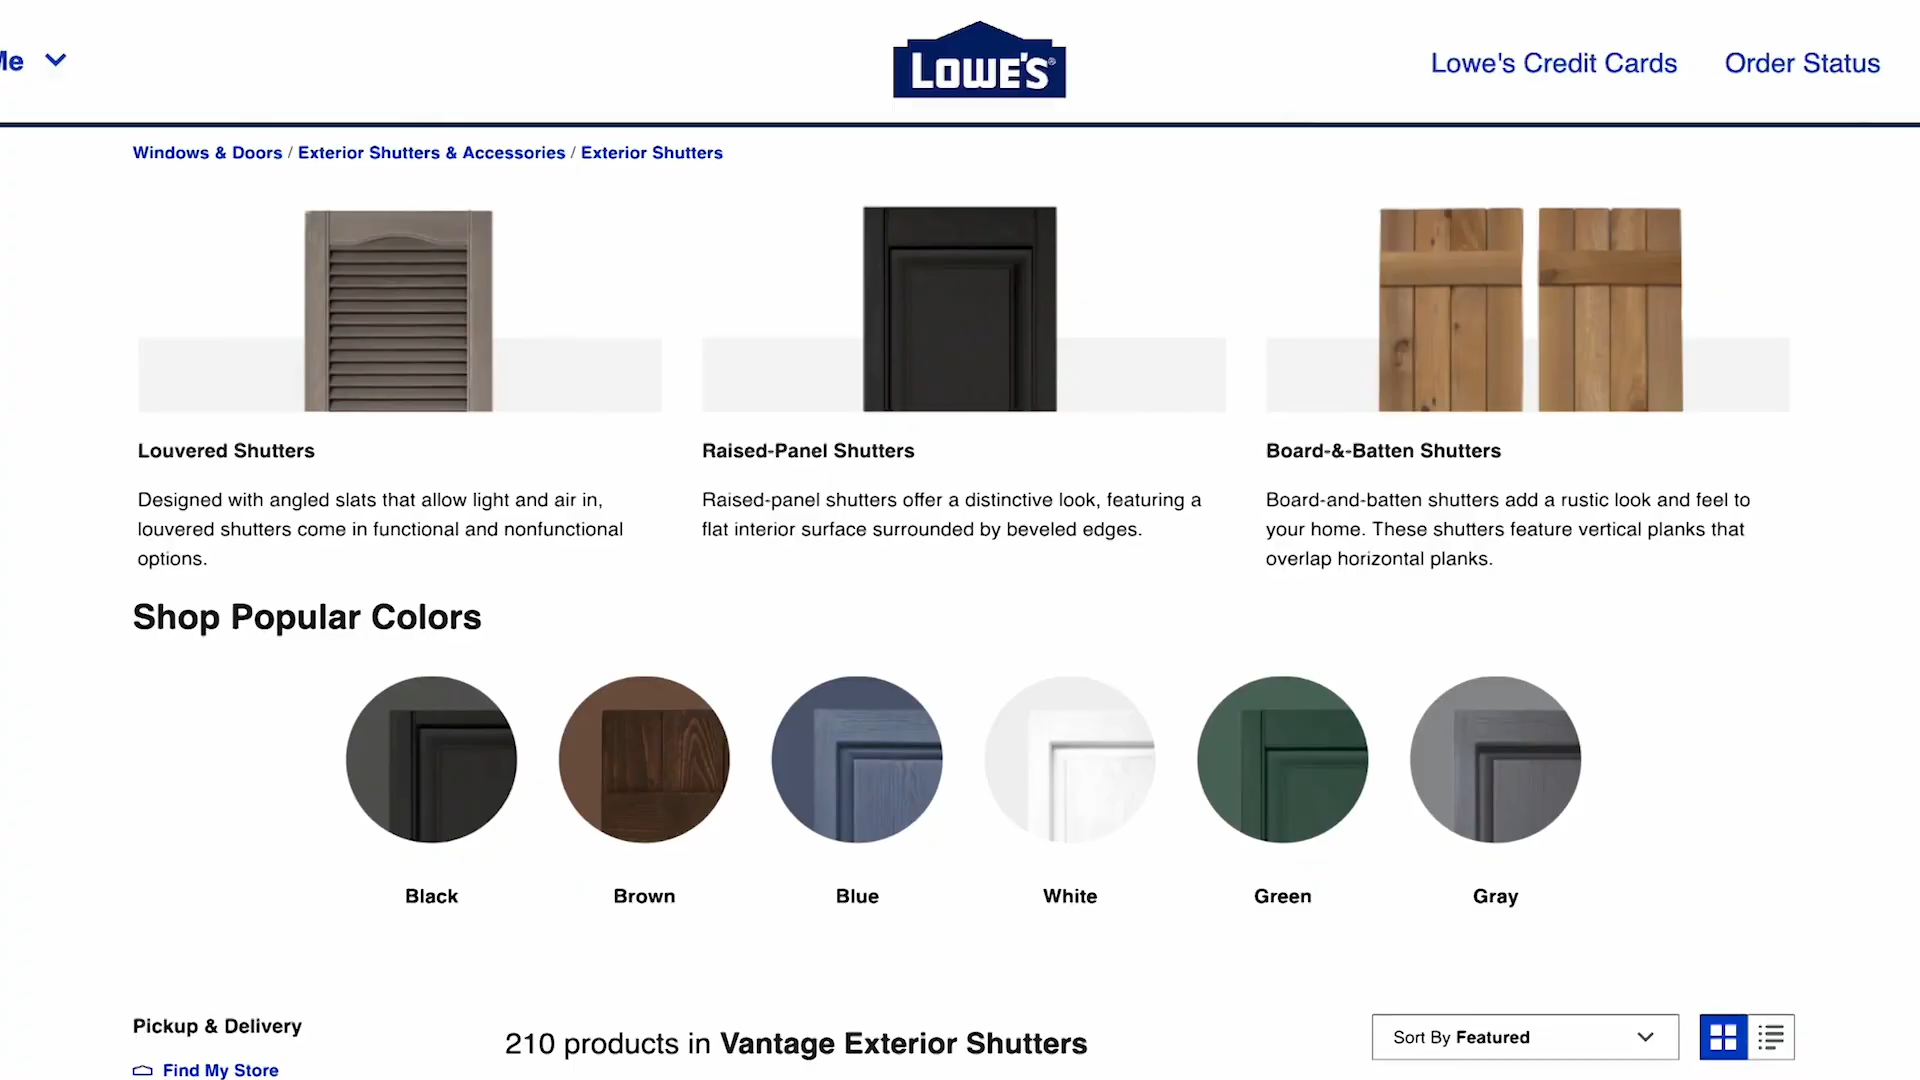 Me
LOWE'S®
Lowe's Credit Cards
Order Status
Windows & Doors / Exterior Shutters & Accessories / Exterior Shutters
Louvered Shutters
Designed with angled slats that allow light and air in,
louvered shutters come in functional and nonfunctional
options.
Raised-Panel Shutters
Raised-panel shutters offer a distinctive look, featuring a
flat interior surface surrounded by beveled edges.
Board-&-Batten Shutters
Board-and-batten shutters add a rustic look and feel to
your home. These shutters feature vertical planks that
overlap horizontal planks.
Shop Popular Colors
Black
Brown
Blue
White
Green
Gray
Pickup & Delivery
Find My Store
210 products in Vantage Exterior Shutters
Sort By Featured